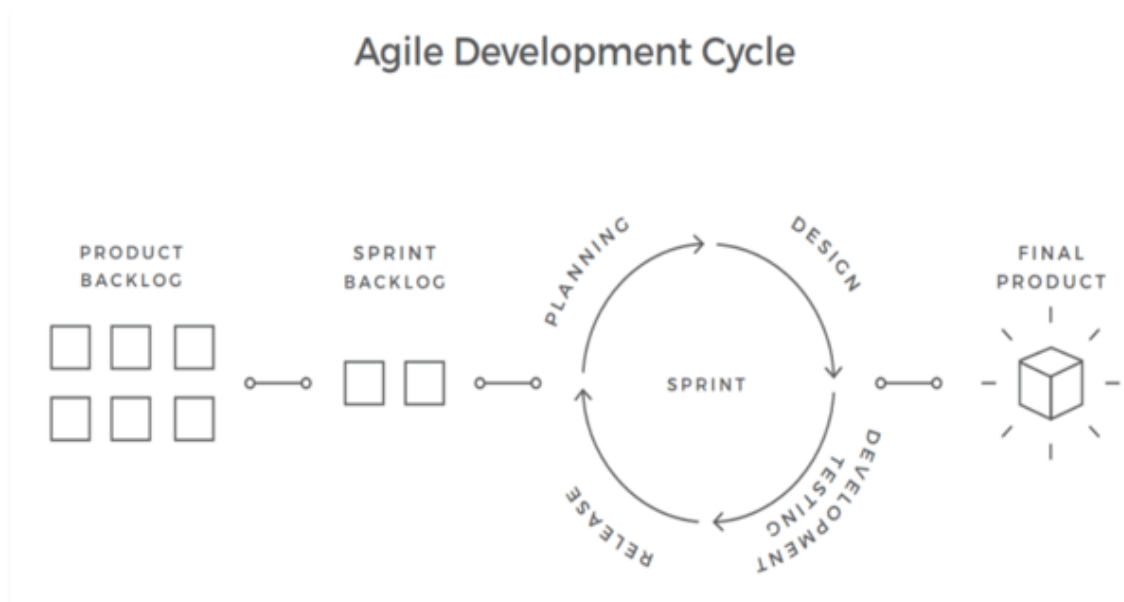 Agile Development Cycle
PRODUCT
BACKLOG
SPRINT
BACKLOG
PLANNING
DESIGN
SPRINT
DEVELOPMENT
TESTING
RELEASE
FINAL
PRODUCT